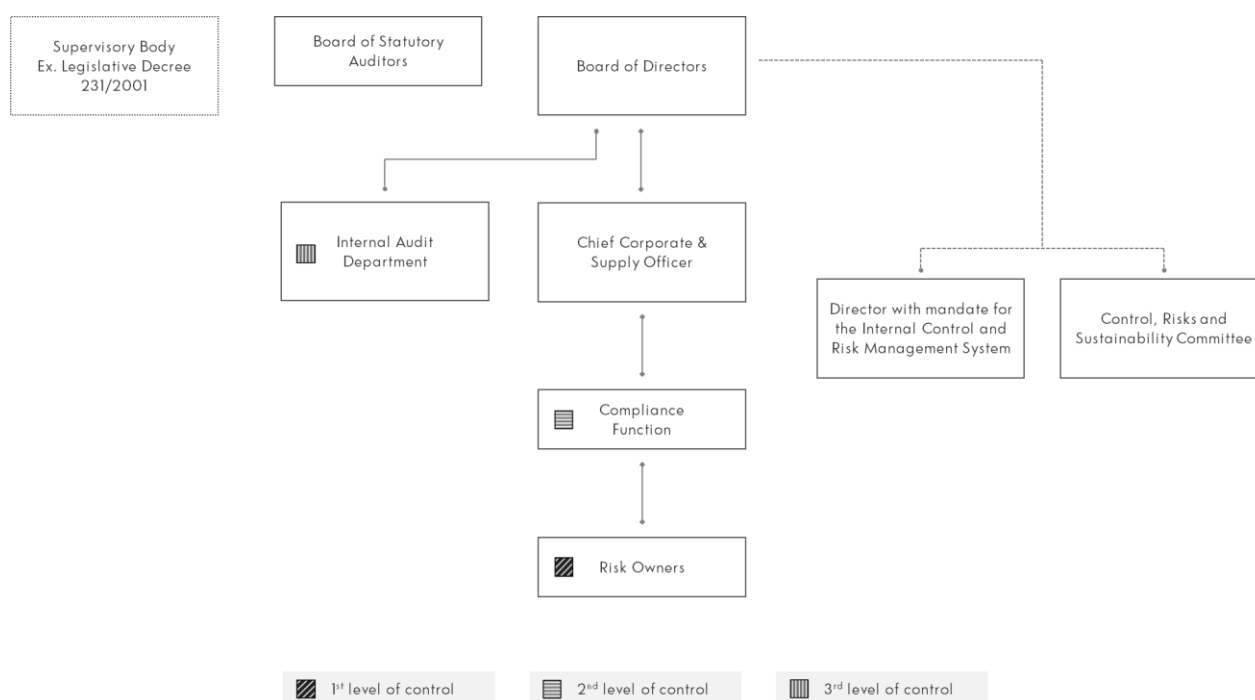 Supervisory Body
Ex. Legislative Decree
231/2001
Board of Statutory
Auditors
Board of Directors
Internal Audit
Department
Chief Corporate &
Supply Officer
Director with mandate for
the Internal Control and
Risk Management System
Control, Risks and
Sustainability Committee
Compliance
Function
Risk Owners
1st level of control
2nd level of control
3rd level of control